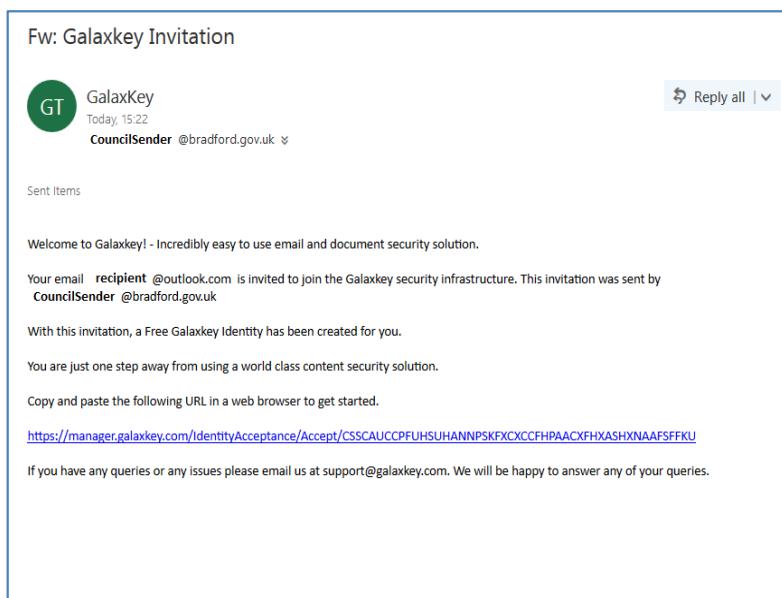 Fw: Galaxkey Invitation
GT
GalaxKey
Reply all
Today, 15:22
CouncilSender @bradford.gov.uk
Sent Items
Welcome to Galaxkey! - Incredibly easy to use email and document security solution.
Your email recipient @outlook.com is invited to join the Galaxkey security infrastructure. This invitation was sent by
CouncilSender @bradford.gov.uk
With this invitation, a Free Galaxkey Identity has been created for you.
You are just one step away from using a world class content security solution.
Copy and paste the following URL in a web browser to get started.
https://manager.galaxkey.com/IdentityAcceptance/Accept/CSSCAUCCPFUHSUHANNPSKFXCXCCFHPAACXFHXASHXNAAFSFFKU
If you have any queries or any issues please email us at support@galaxkey.com. We will be happy to answer any of your queries.